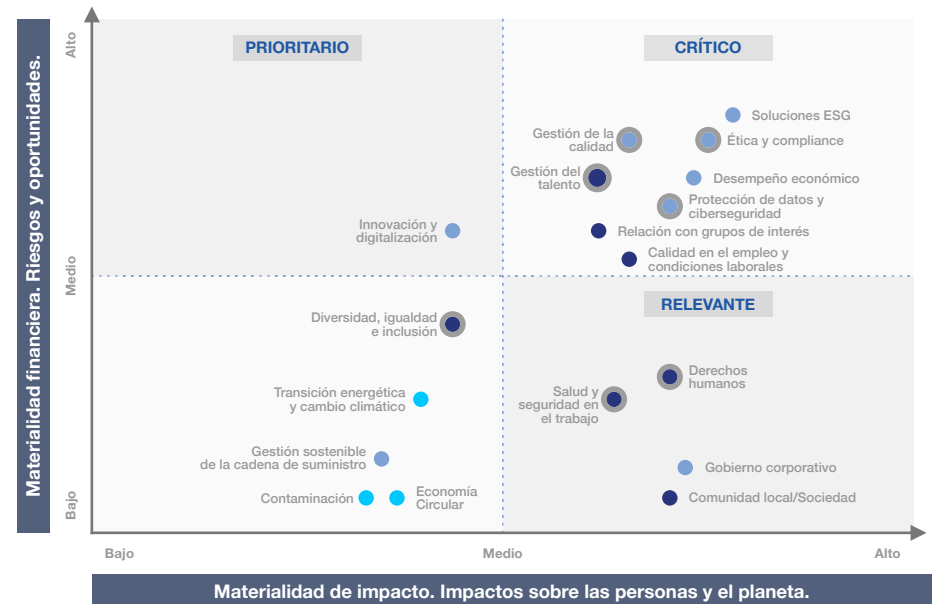 Materialidad financiera. Riesgos y oportunidades.
Alto
Medio
Bajo
PRIORITARIO
CRÍTICO
Soluciones ESG
Gestión de la
calidad
Ética y compliance
Gestión del
talento
Desempeño económico
Protección de datos y
ciberseguridad
Innovación y
digitalización
Relación con grupos de interés
Calidad en el empleo y
condiciones laborales
RELEVANTE
Diversidad, igualdad
e inclusión
Derechos
humanos
Transición energética
y cambio climático
Salud y
seguridad en
el trabajo
Gestión sostenible
de la cadena de suministro
Gobierno corporativo
Contaminación
Economía
Circular
Comunidad local/Sociedad
Bajo
Medio
Alto
Materialidad de impacto. Impactos sobre las personas y el planeta.